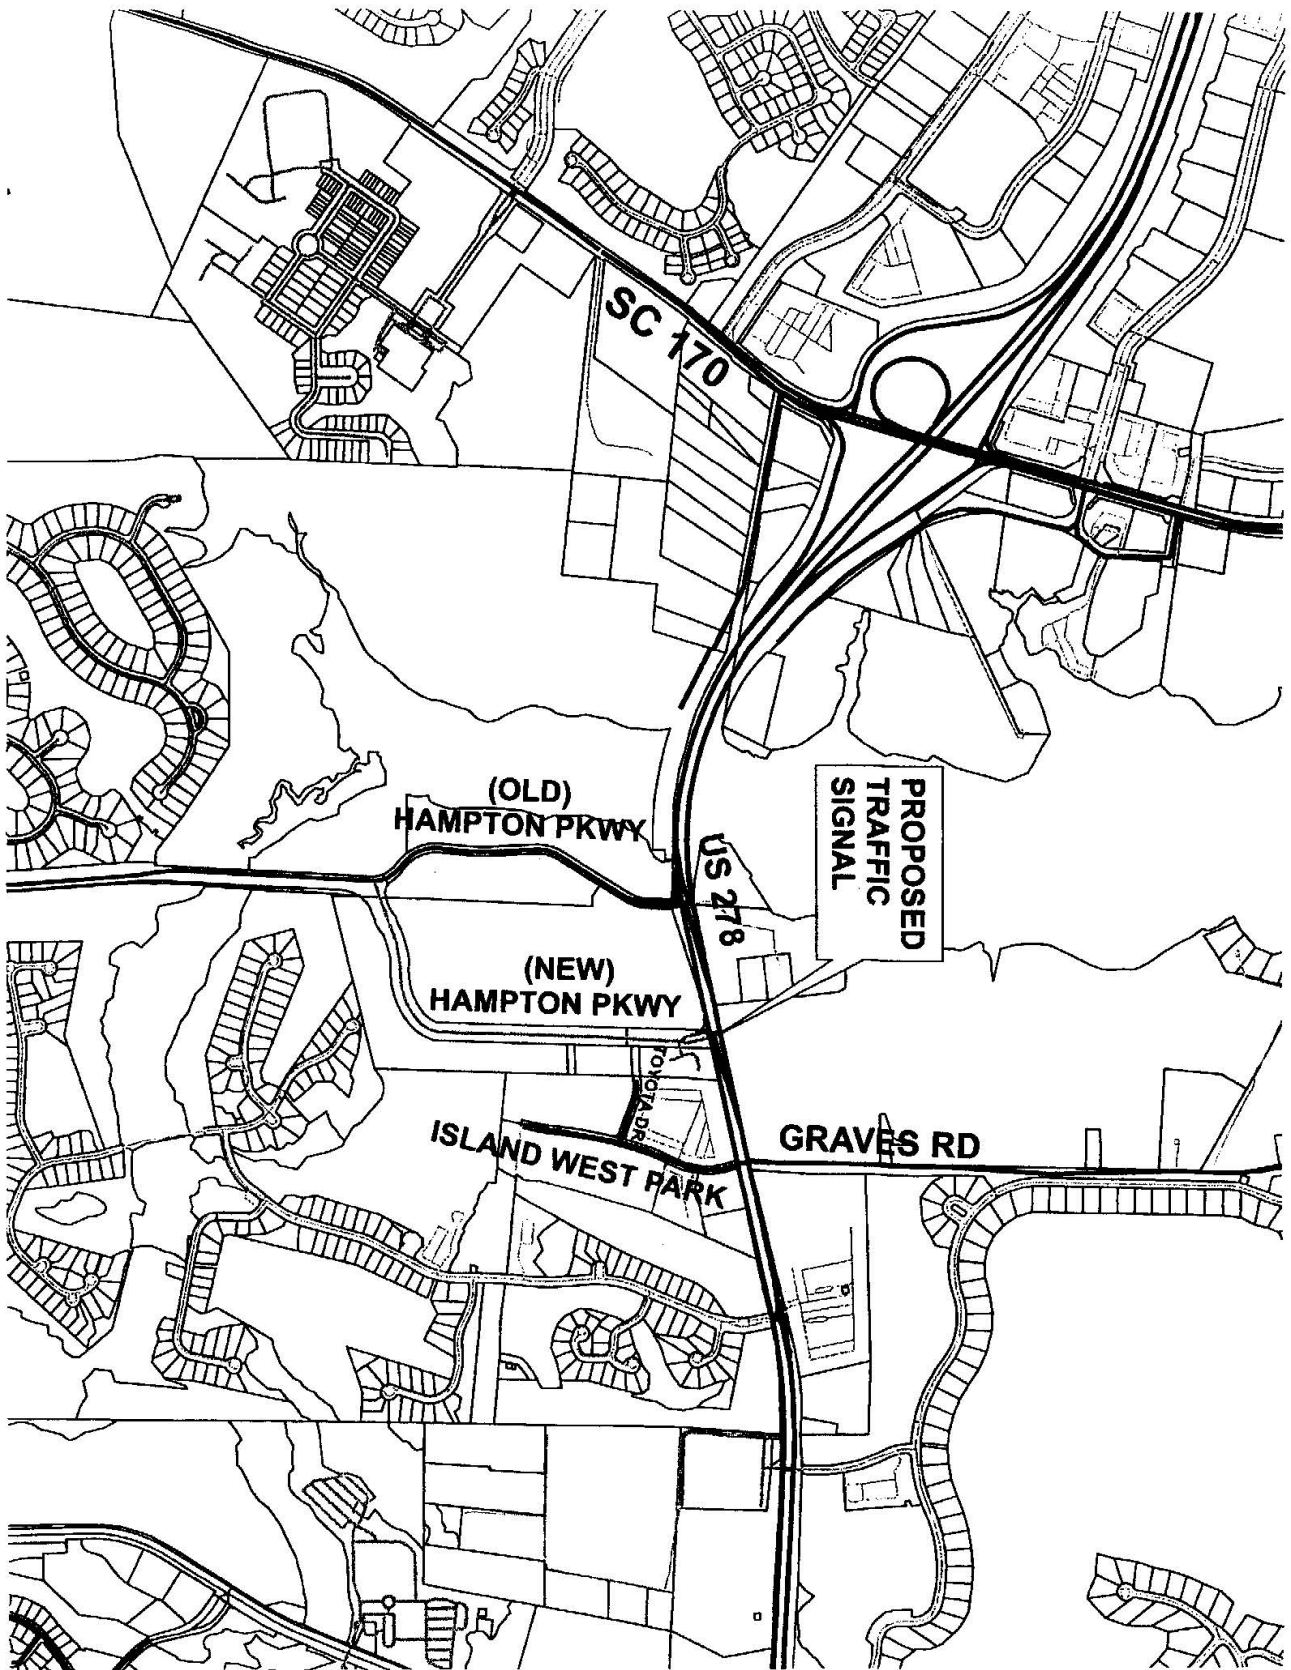 SC 170
(OLD)
HAMPTON PKWY
PROPOSED
TRAFFIC
SIGNAL
US 278
(NEW)
HAMPTON PKWY
TOYOTA DR
ISLAND WEST PARK
GRAVES RD